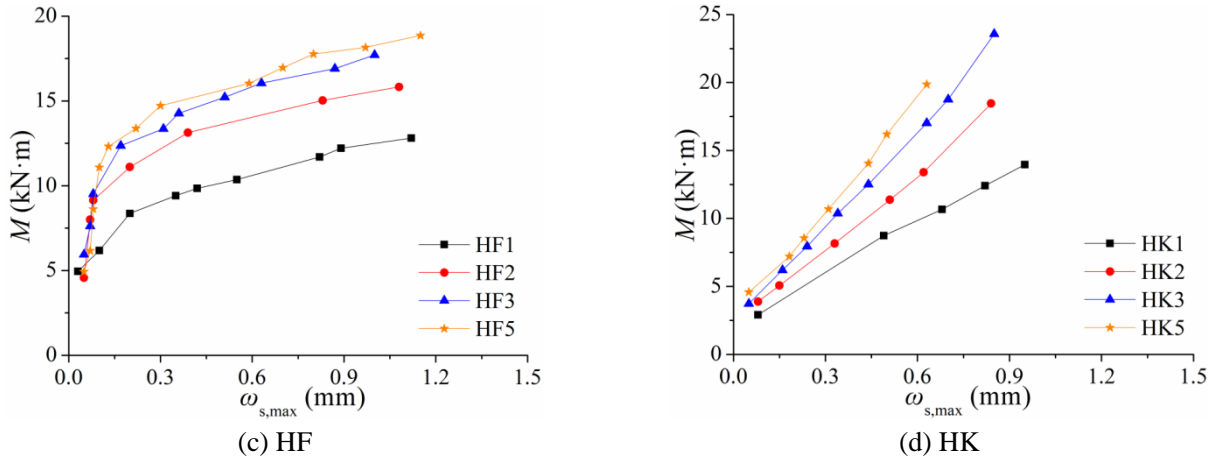 20
15
10
5
0
M (kN·m)
0.0 0.3 0.6 0.9 1.2 1.5
ω_{s,max} (mm)
HF1
HF2
HF3
HF5
(c) HF
25
20
15
10
5
0
M (kN·m)
0.0 0.3 0.6 0.9 1.2 1.5
ω_{s,max} (mm)
HK1
HK2
HK3
HK5
(d) HK